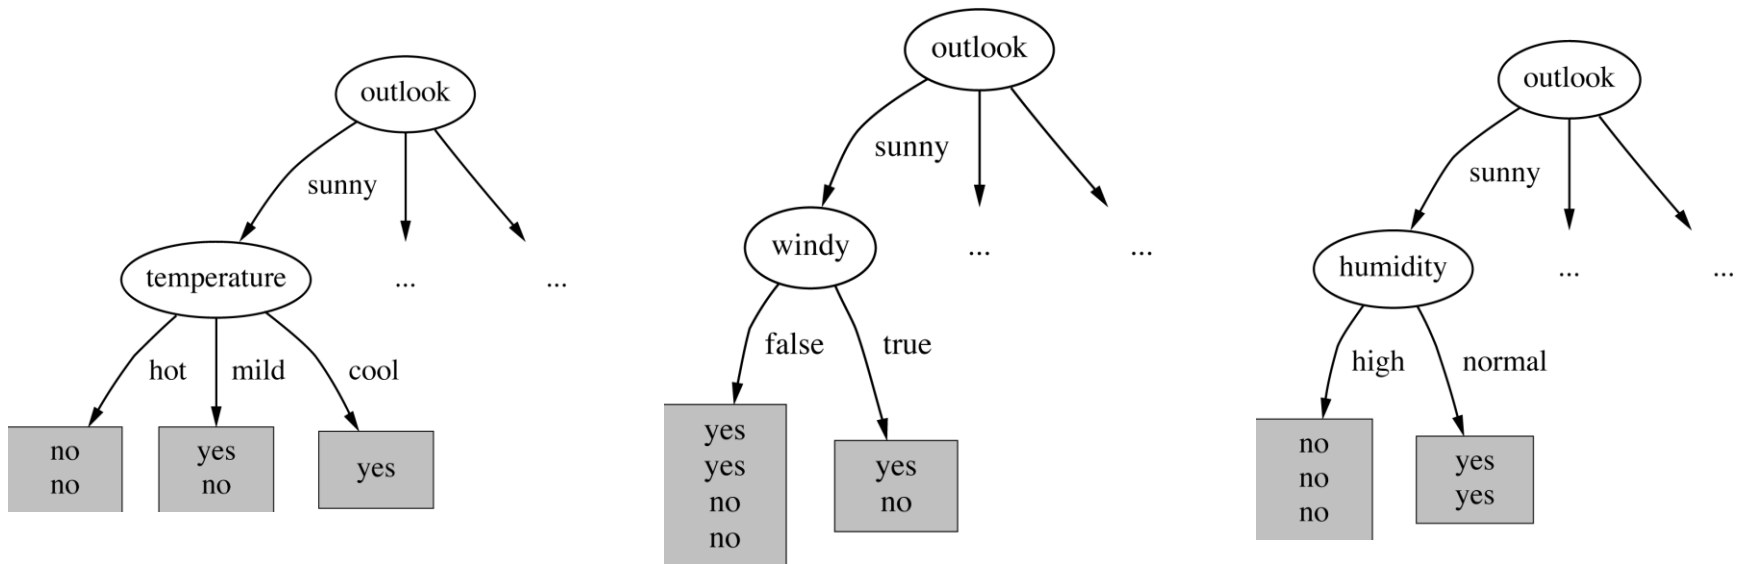 outlook
sunny
temperature
...
...
hot
mild
cool
no
no
yes
no
yes
outlook
sunny
windy
...
...
false
true
yes
yes
no
no
yes
no
outlook
sunny
humidity
...
...
high
normal
no
no
no
yes
yes